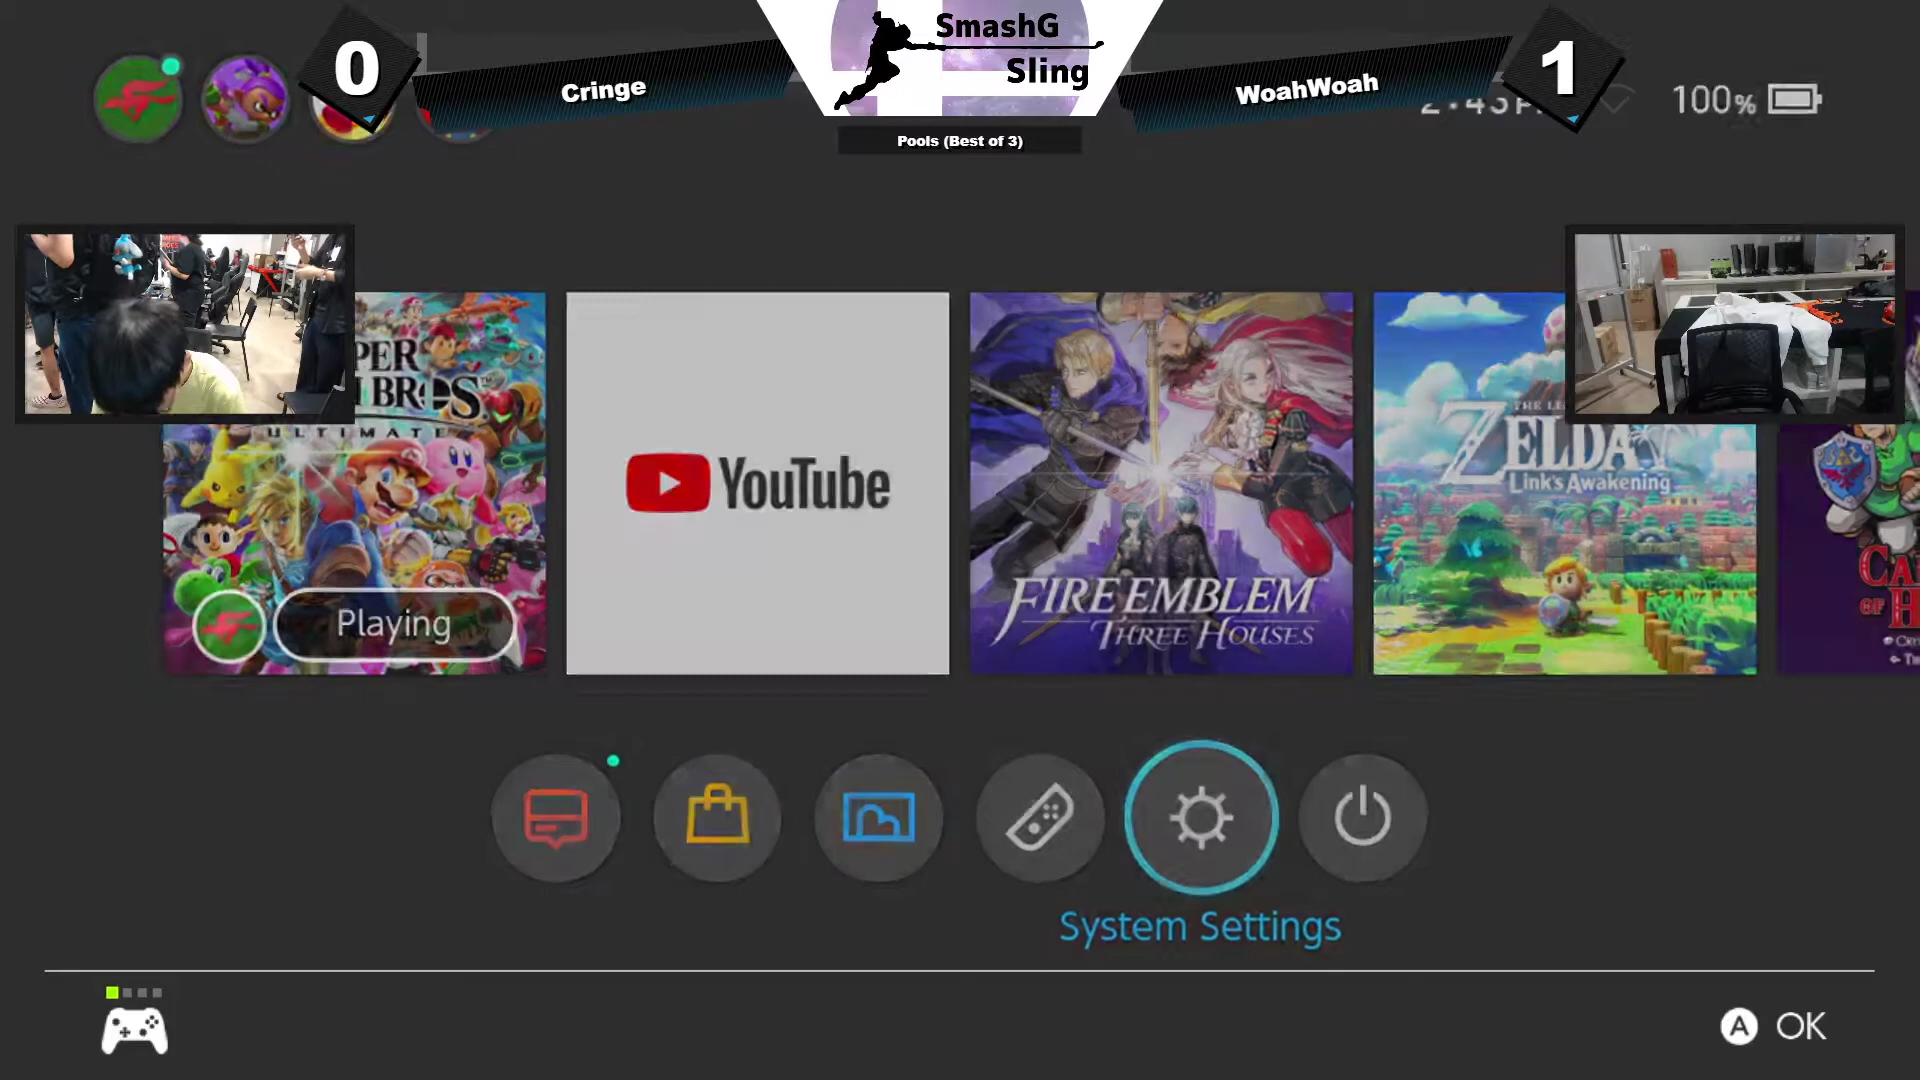 0
Cringe
SmashG
Sling
WoahWoah
1
100%
Pools (Best of 3)
BROS
ULTIMATE
Playing
YouTube
FIRE EMBLEM
THREE HOUSES
ZELDA
Link's Awakening
System Settings
A OK